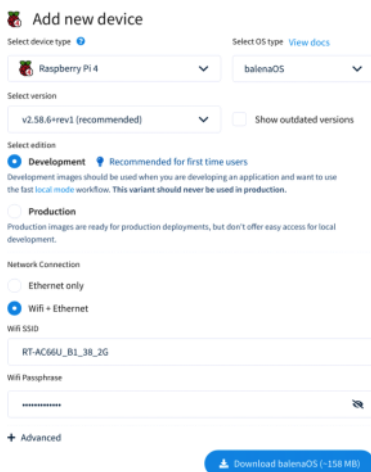 Add new device
Select device type
Select OS type View docs
Raspberry Pi 4
balenaOS
Select version
v2.58.6+rev1 (recommended)
Show outdated versions
Select edition
Development Recommended for first time users
Development images should be used when you are developing an application and want to use
the fast local mode workflow. This variant should never be used in production.
Production
Production images are ready for production deployments, but don't offer easy access for local
development.
Network Connection
Ethernet only
Wifi + Ethernet
Wifi SSID
RT-AC66U_B1_38_2G
Wifi Passphrase
••••••••••••••
+ Advanced
Download balenaOS (~158 MB)